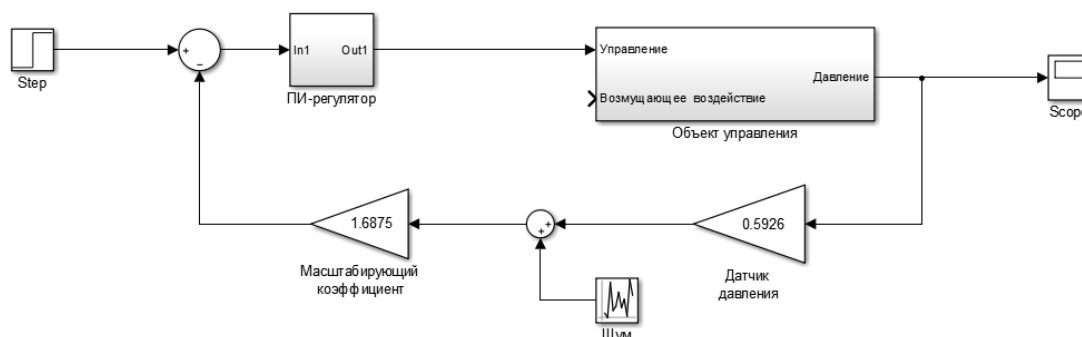 Step
+
−
In1
Out1
ПИ-регулятор
Управление
Возмущающее воздействие
Давление
Объект управления
Scope
1.6875
Масштабирующий
коэффициент
+
+
0.5926
Датчик
давления
Шум